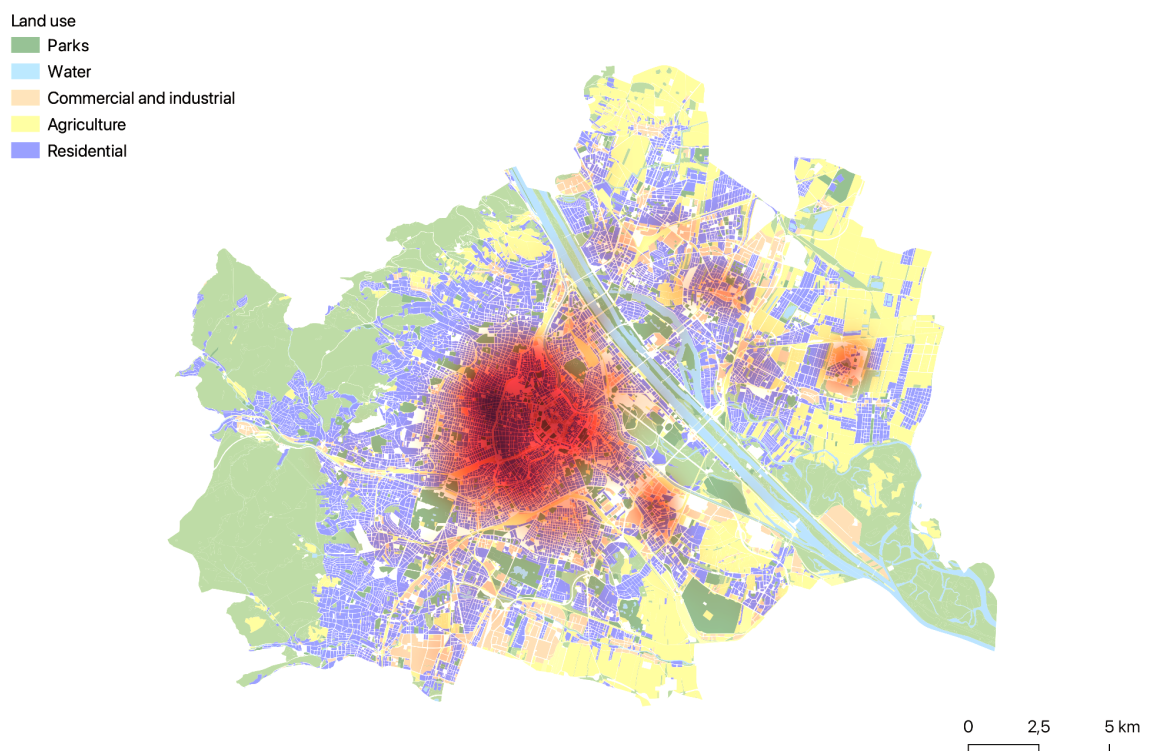 Land use
Parks
Water
Commercial and industrial
Agriculture
Residential
0 2,5 5 km